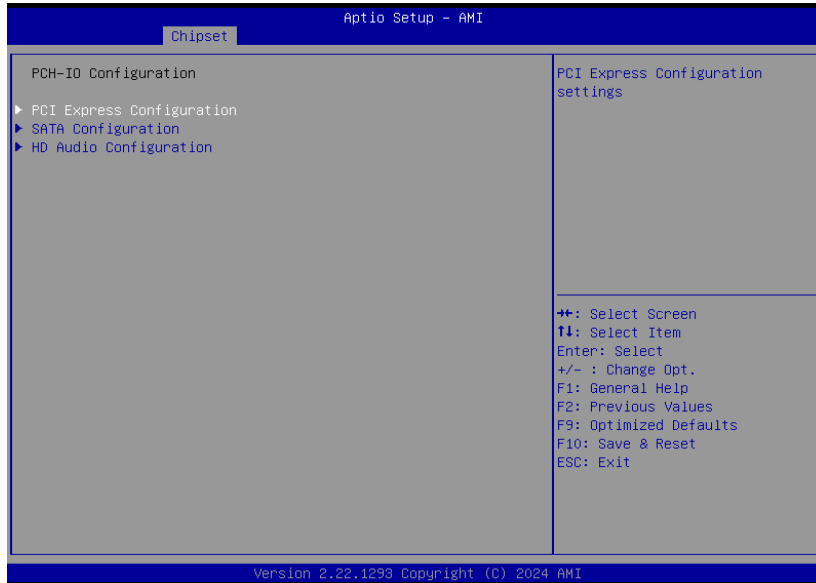 Aptio Setup – AMI
Chipset
PCH-IO Configuration
▶ PCI Express Configuration
▶ SATA Configuration
▶ HD Audio Configuration
PCI Express Configuration
settings
→←: Select Screen
↑↓: Select Item
Enter: Select
+/- : Change Opt.
F1: General Help
F2: Previous Values
F9: Optimized Defaults
F10: Save & Reset
ESC: Exit
Version 2.22.1293 Copyright (C) 2024 AMI